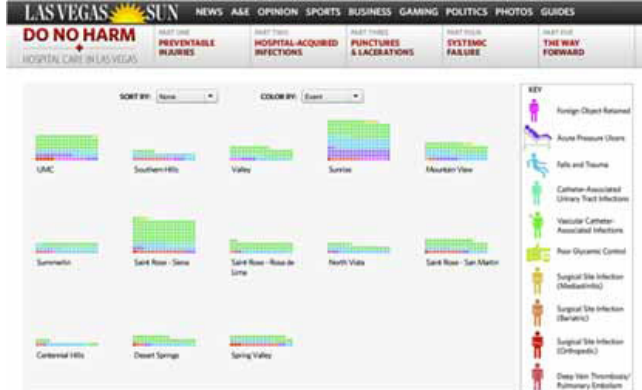 LAS VEGAS SUN
NEWS A&E OPINION SPORTS BUSINESS GAMING POLITICS PHOTOS GUIDES
DO NO HARM
HOSPITAL CARE IN LAS VEGAS
PART ONE
PREVENTABLE
INJURIES
PART TWO
HOSPITAL-ACQUIRED
INFECTIONS
PART THREE
PUNCTURES
& LACERATIONS
PART FOUR
SYSTEMIC
FAILURE
PART FIVE
THE WAY
FORWARD
SORT BY: None
COLOR BY: Event
UMC
Southern Hills
Valley
Sunrise
Mountain View
Summerlin
Saint Rose - Siena
Saint Rose - Rose de
Lima
North Vista
Saint Rose - San Martin
Centennial Hills
Desert Springs
Spring Valley
KEY
Foreign Object Retained
Acute Pressure Ulcers
Falls and Trauma
Catheter-Associated
Urinary Tract Infections
Vascular Catheter-
Associated Infections
Poor Glycemic Control
Surgical Site Infection
(Mediastinitis)
Surgical Site Infection
(Bariatric)
Surgical Site Infection
(Orthopedic)
Deep Vein Thrombosis/
Pulmonary Embolism